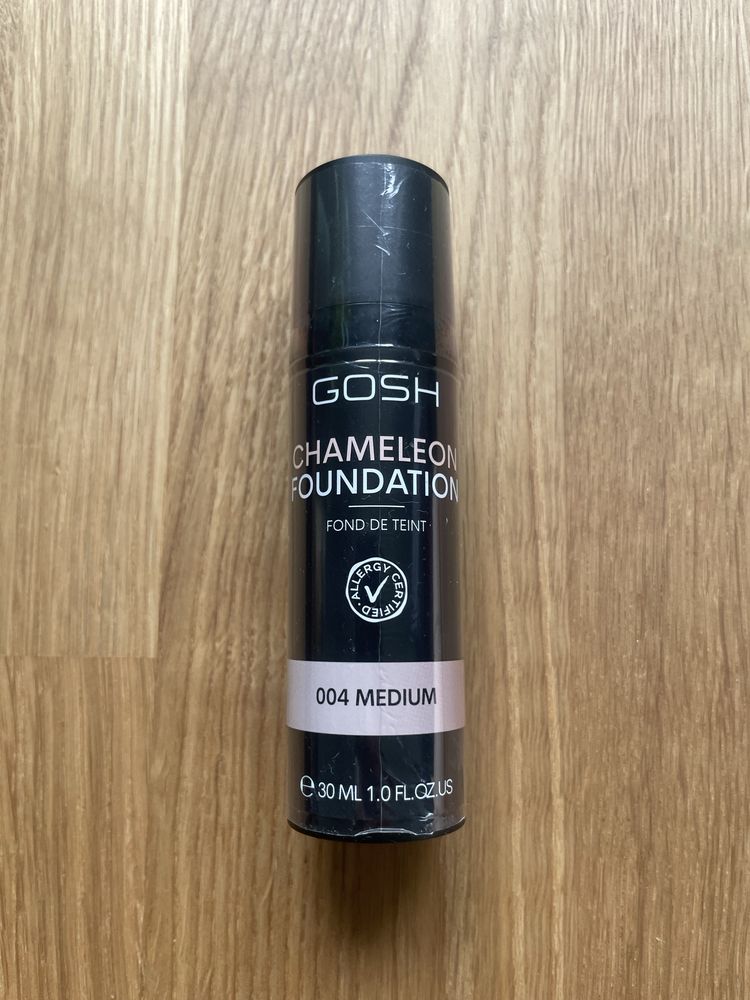 GOSH
CHAMELEON
FOUNDATION
FOND DE TEINT
ALLERGY CERTIFIED
004 MEDIUM
℮ 30 ML 1.0 FL.OZ.US